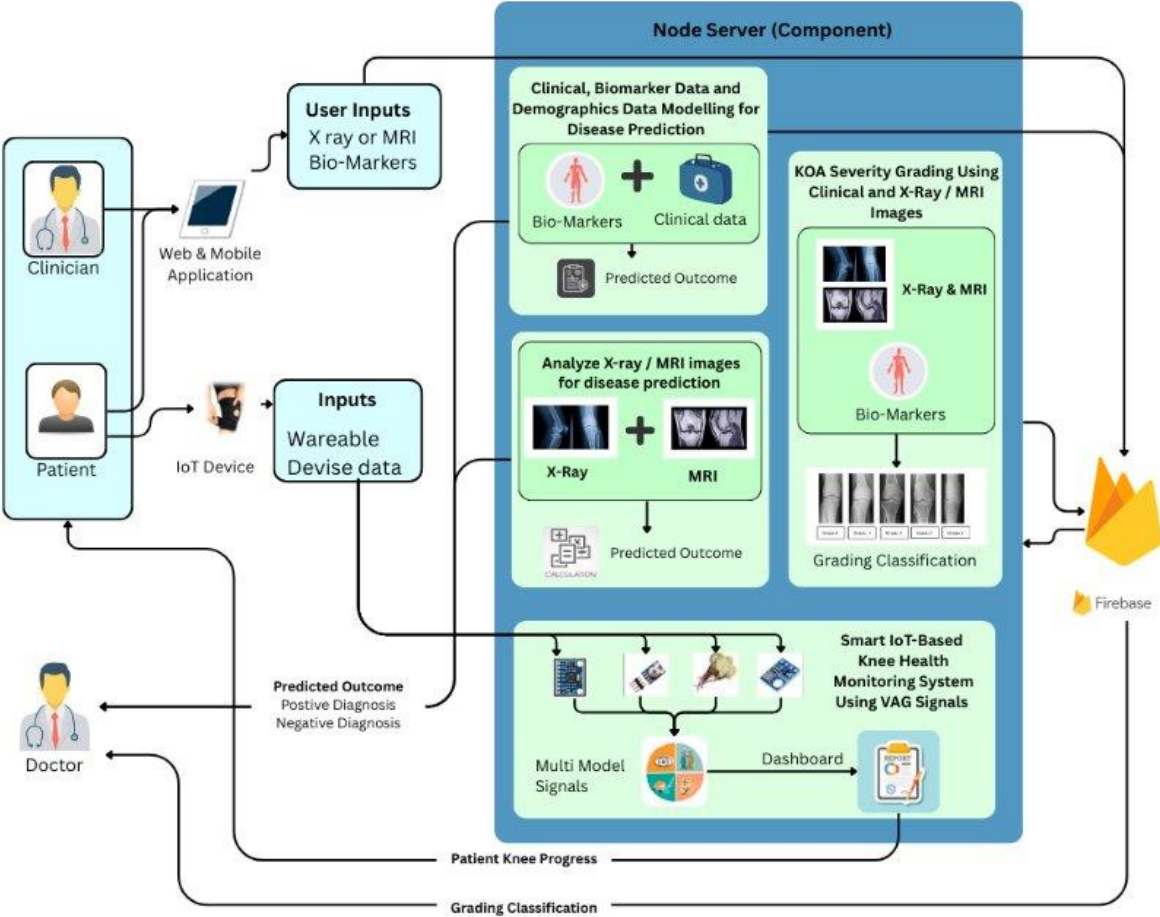 Node Server (Component)
User Inputs
X ray or MRI
Bio-Markers
Clinician
Patient
Web & Mobile
Application
IoT Device
Inputs
Wareable
Devise data
Clinical, Biomarker Data and
Demographics Data Modelling for
Disease Prediction
Bio-Markers
Clinical data
Predicted Outcome
Analyze X-ray / MRI images
for disease prediction
X-Ray
MRI
CALCULATION
Predicted Outcome
KOA Severity Grading Using
Clinical and X-Ray / MRI
Images
X-Ray & MRI
Bio-Markers
Grading Classification
Firebase
Smart IoT-Based
Knee Health
Monitoring System
Using VAG Signals
Multi Model
Signals
Dashboard
REPORT
Predicted Outcome
Postive Diagnosis
Negative Diagnosis
Doctor
Patient Knee Progress
Grading Classification